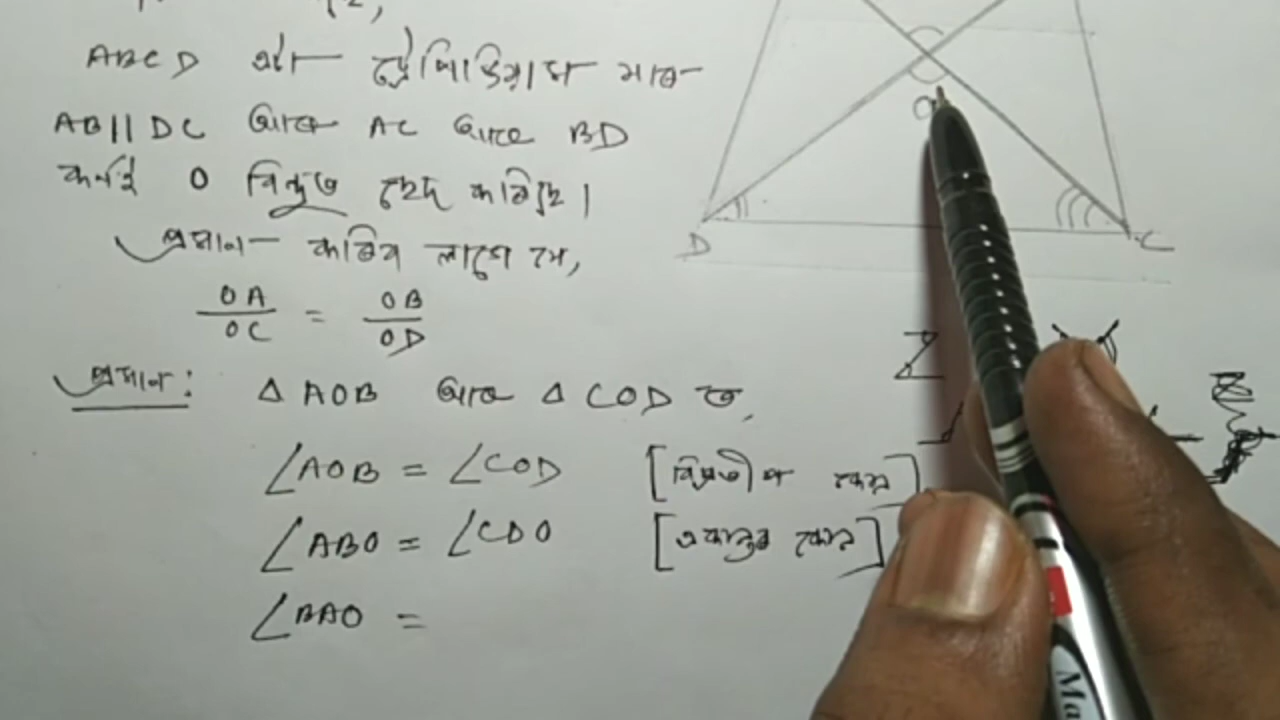 ABCD এটা ট্ৰেপিজিয়াম য'ত
AB||DC আৰু AC আৰু BD
কৰ্ণই O বিন্দুত ছেদ কৰিছে।
প্ৰমাণ কৰিব লাগে যে,
OA/OC = OB/OD
প্ৰমাণ: Δ AOB আৰু Δ COD ত,
∠AOB = ∠COD [বিপ্ৰতীপ কোণ]
∠ABO = ∠CDO [একান্তৰ কোণ]
∠BAO =
O
D
C
Ma